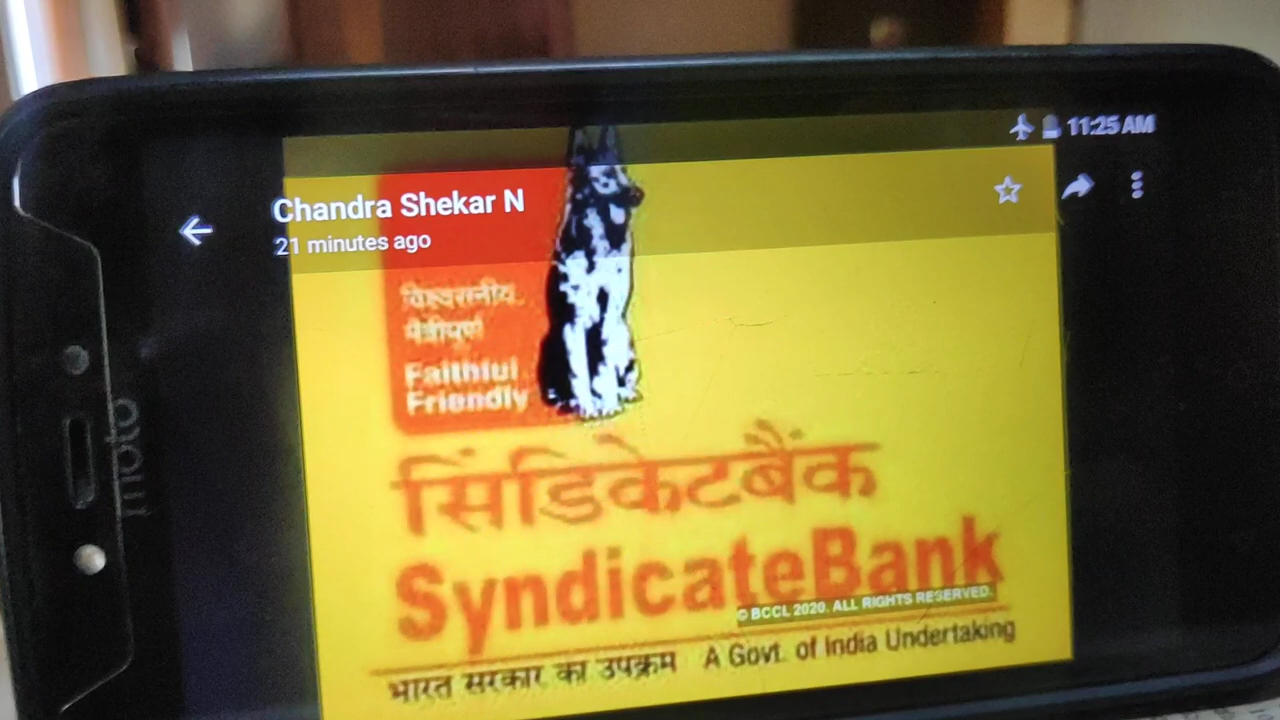 11:25 AM
Chandra Shekar N
21 minutes ago
विश्वसनीय
मैत्रीपूर्ण
Faithful
Friendly
सिंडिकेटबैंक
SyndicateBank
© BCCL 2020. ALL RIGHTS RESERVED.
भारत सरकार का उपक्रम A Govt. of India Undertaking
moto